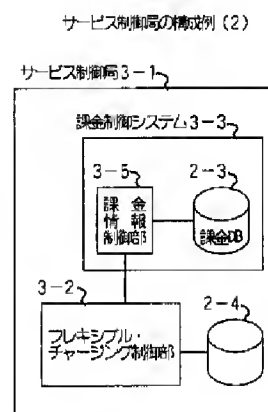 サービス制御局の構成例(2)
サービス制御局3-1
課金制御システム3-3
3-5
2-3
課金
情報
制御部
課金DB
3-2
2-4
フレキシブル・
チャージング制御部